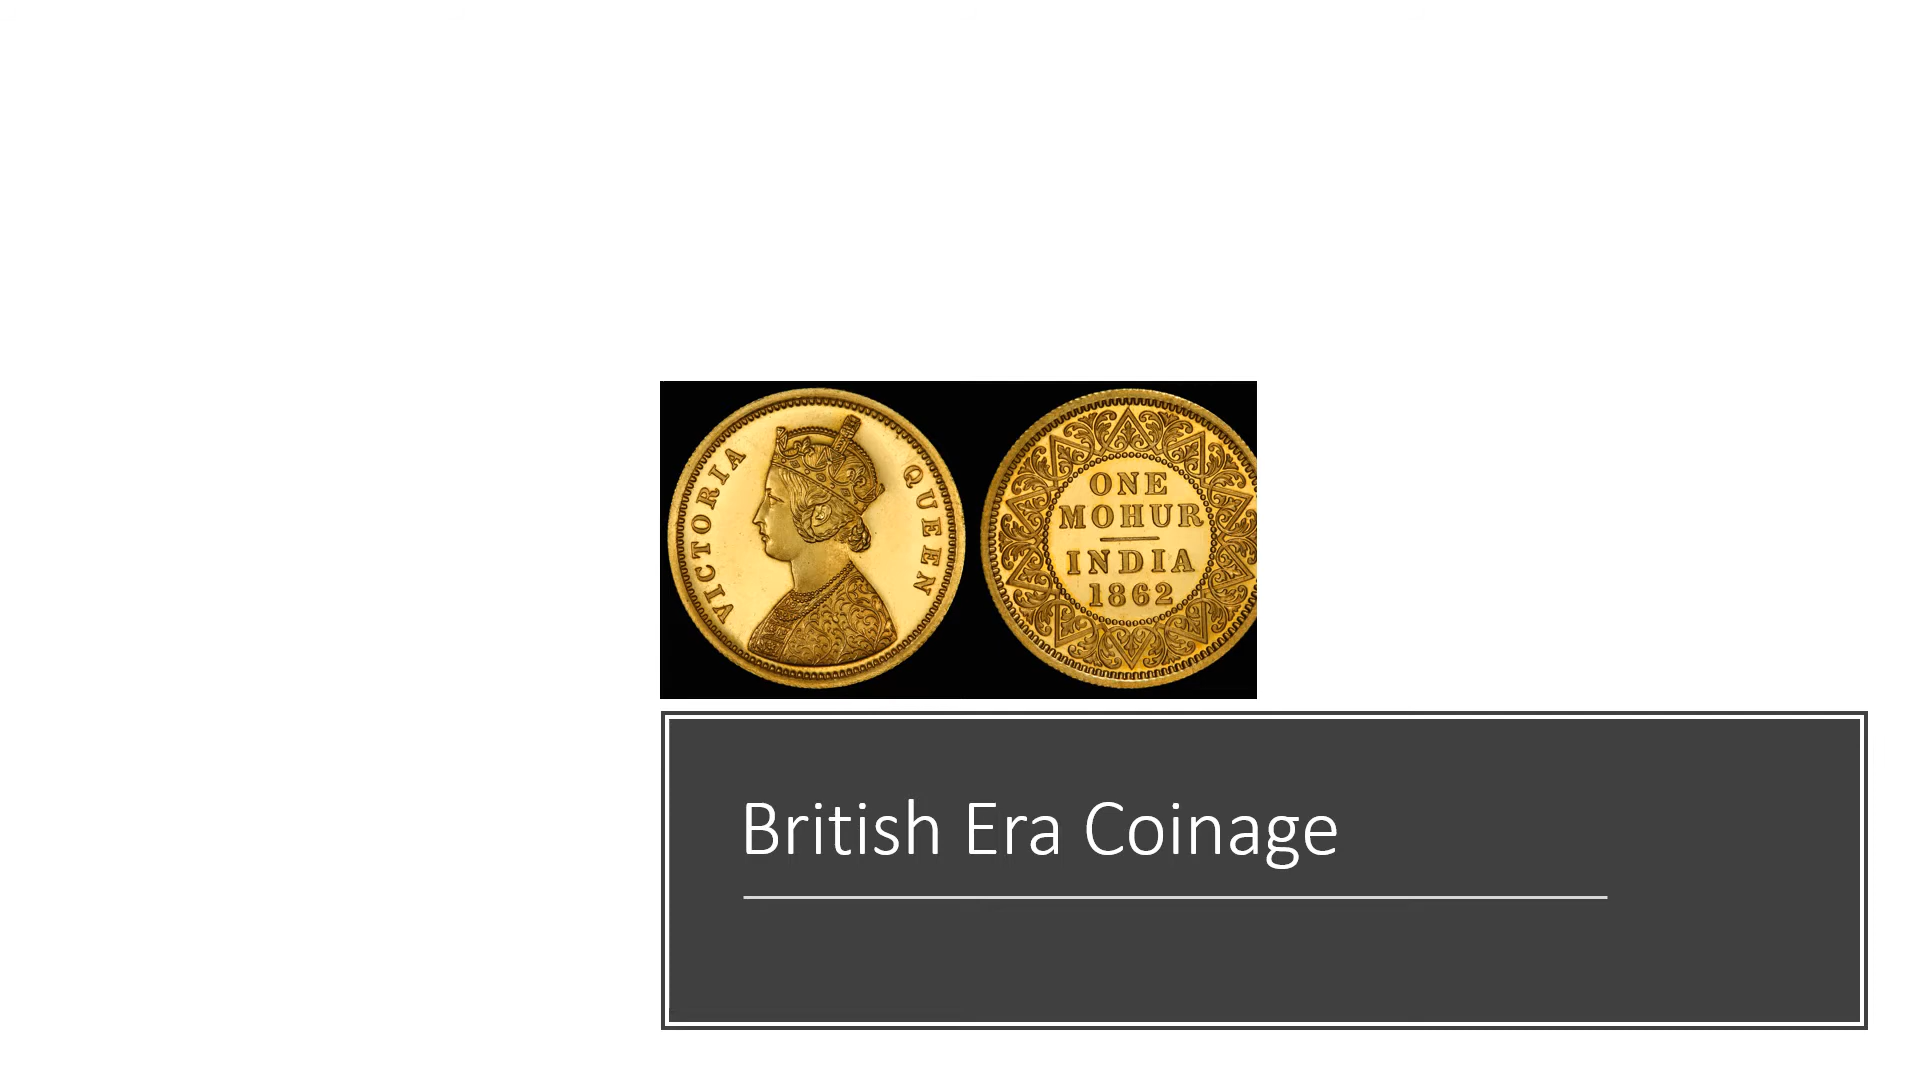 VICTORIA QUEEN
ONE
MOHUR
INDIA
1862
British Era Coinage